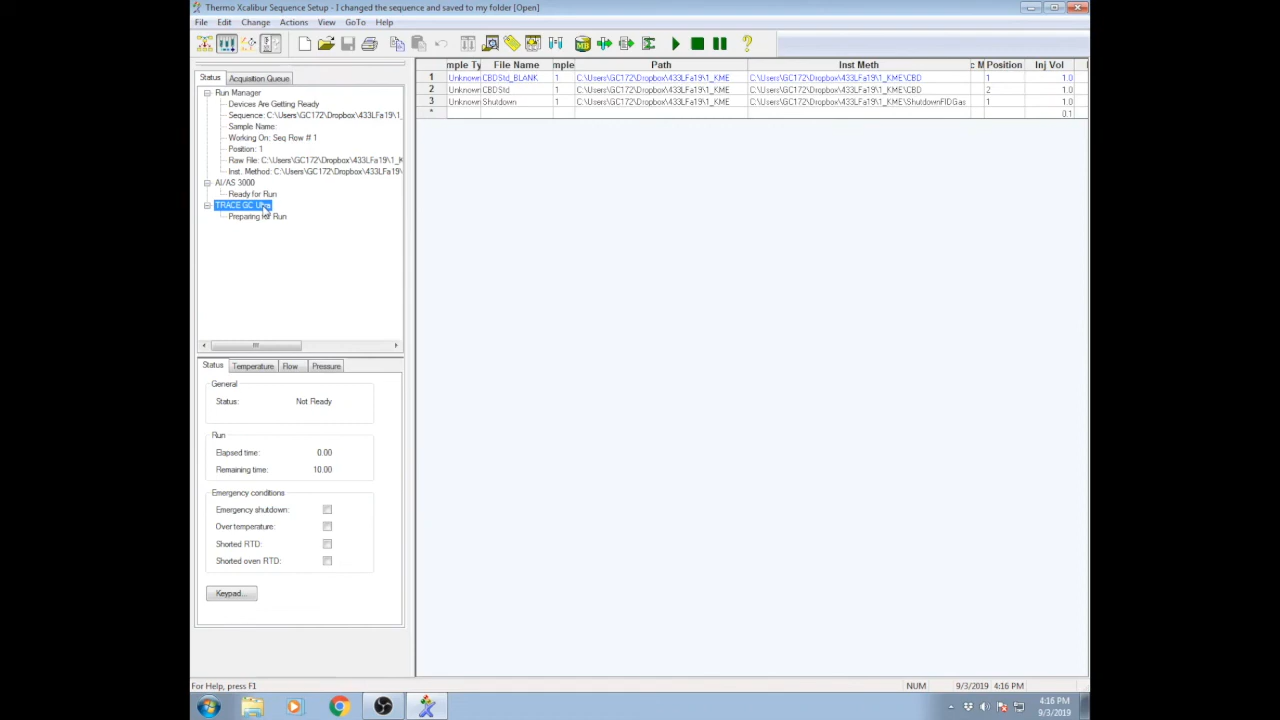 Thermo Xcalibur Sequence Setup - I changed the sequence and saved to my folder [Open]
File Edit Change Actions View GoTo Help
Status Acquisition Queue
Run Manager
Devices Are Getting Ready
Sequence: C:\Users\GC172\Dropbox\433LFa19\1_
Sample Name:
Working On: Seq Row # 1
Position: 1
Raw File: C:\Users\GC172\Dropbox\433LFa19\1_K
Inst. Method: C:\Users\GC172\Dropbox\433LFa19\
AI/AS 3000
Ready for Run
TRACE GC Ultra
Preparing for Run
mple Ty File Name mple Path Inst Meth c M Position Inj Vol
1 Unknown CBDStd_BLANK 1 C:\Users\GC172\Dropbox\433LFa19\1_KME C:\Users\GC172\Dropbox\433LFa19\1_KME\CBD 1 1.0
2 Unknown CBDStd 1 C:\Users\GC172\Dropbox\433LFa19\1_KME C:\Users\GC172\Dropbox\433LFa19\1_KME\CBD 2 1.0
3 Unknown Shutdown 1 C:\Users\GC172\Dropbox\433LFa19\1_KME C:\Users\GC172\Dropbox\433LFa19\1_KME\ShutdownFIDGas 1 1.0
* 0.1
Status Temperature Flow Pressure
General
Status: Not Ready
Run
Elapsed time: 0.00
Remaining time: 10.00
Emergency conditions
Emergency shutdown:
Over temperature:
Shorted RTD:
Shorted oven RTD:
Keypad...
For Help, press F1
NUM 9/3/2019 4:16 PM
4:16 PM
9/3/2019